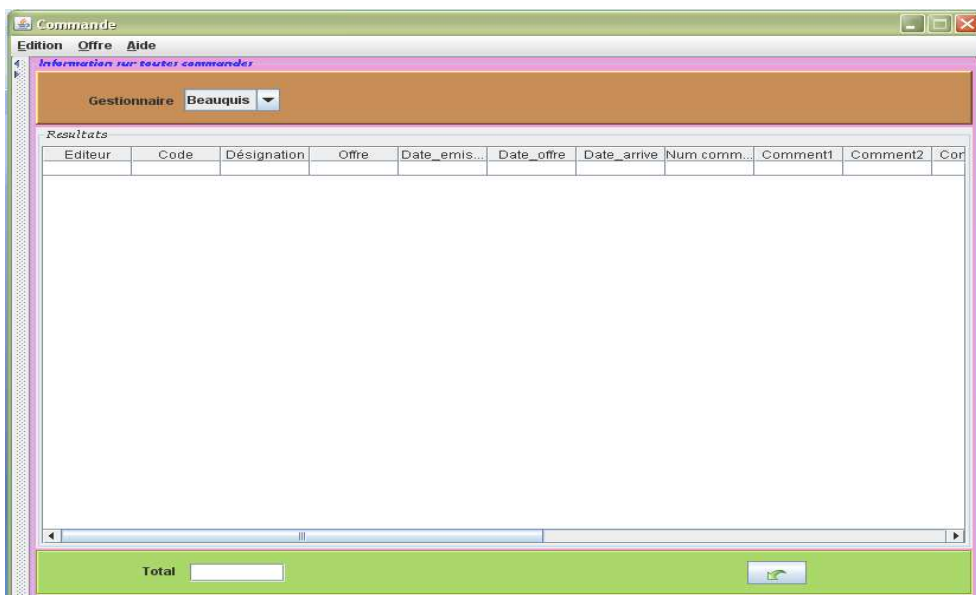 Commande
Edition Offre Aide
Information sur toutes commandes
Gestionnaire Beauquis
Resultats
Editeur Code Désignation Offre Date_emis... Date_offre Date_arrive Num comm... Comment1 Comment2 Cor
Total